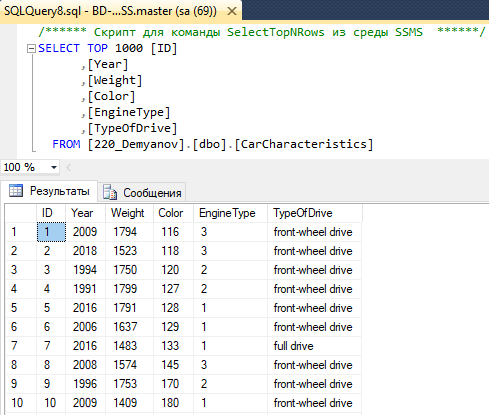 SQLQuery8.sql - BD-...SS.master (sa (69))
/****** Скрипт для команды SelectTopNRows из среды SSMS  ******/
SELECT TOP 1000 [ID]
,[Year]
,[Weight]
,[Color]
,[EngineType]
,[TypeOfDrive]
FROM [220_Demyanov].[dbo].[CarCharacteristics]
100 %
Результаты Сообщения
ID Year Weight Color EngineType TypeOfDrive
1 1 2009 1794 116 3 front-wheel drive
2 2 2018 1523 118 3 front-wheel drive
3 3 1994 1750 120 2 front-wheel drive
4 4 1991 1799 127 2 front-wheel drive
5 5 2016 1791 128 1 front-wheel drive
6 6 2006 1637 129 1 front-wheel drive
7 7 2016 1483 133 1 full drive
8 8 2008 1574 145 3 front-wheel drive
9 9 1996 1753 170 2 front-wheel drive
10 10 2009 1409 180 1 front-wheel drive